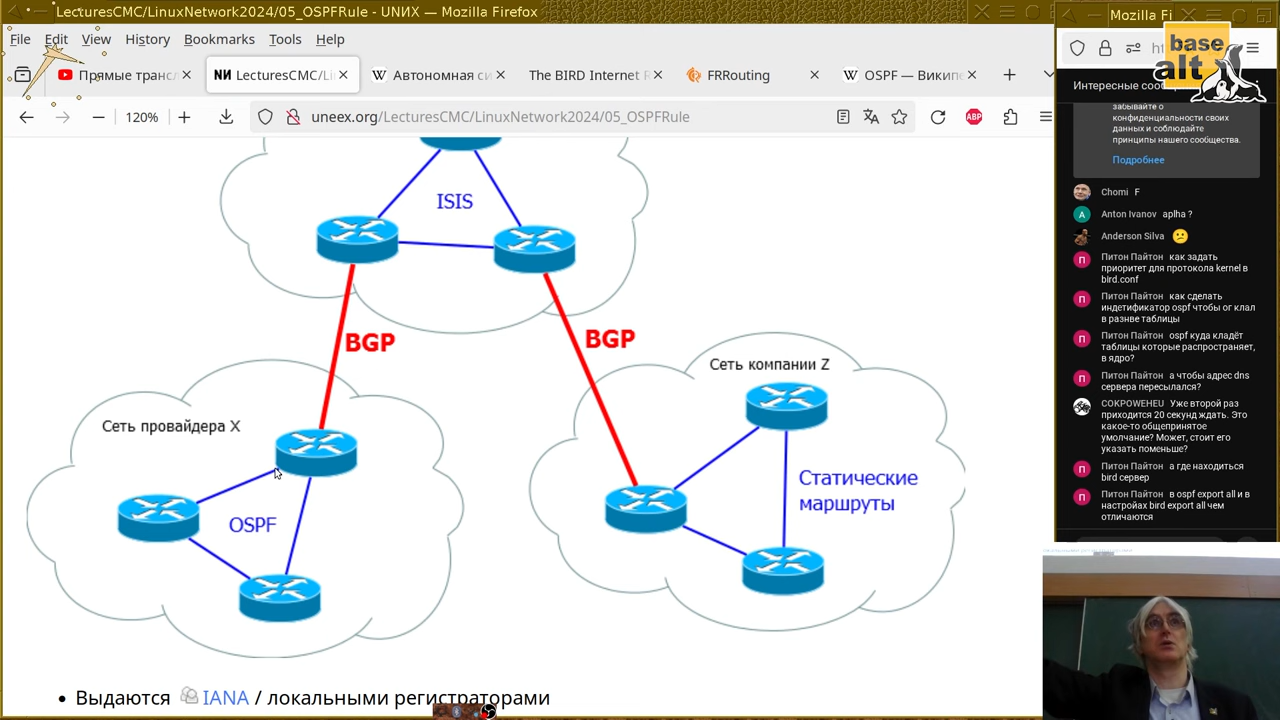 LecturesCMC/LinuxNetwork2024/05_OSPFRule - UNИX — Mozilla Firefox
Mozilla Fi
File Edit View History Bookmarks Tools Help
Прямые трансл
LecturesCMC/Li
Автономная си
The BIRD Internet R
FRRouting
OSPF — Википе
120%
uneex.org/LecturesCMC/LinuxNetwork2024/05_OSPFRule
ABP
base
alt
ISIS
BGP
BGP
Сеть провайдера X
OSPF
Сеть компании Z
Статические
маршруты
Выдаются IANA / локальными регистраторами
Интересные сооб
забывайте о
конфиденциальности своих
данных и соблюдайте
принципы нашего сообщества.
Подробнее
Chomi F
A Anton Ivanov aplha ?
Anderson Silva
П Питон Пайтон как задать
приоритет для протокола kernel в
bird.conf
П Питон Пайтон как сделать
индетификатор ospf чтобы ог клал
в разнве таблицы
П Питон Пайтон ospf куда кладёт
таблицы которые распространяет,
в ядро?
П Питон Пайтон а чтобы адрес dns
сервера пересылался?
COKPOWEHEU Уже второй раз
приходится 20 секунд ждать. Это
какое-то общепринятое
умолчание? Может, стоит его
указать поменьше?
П Питон Пайтон а где находиться
bird сервер
П Питон Пайтон в ospf export all и в
настройках bird export all чем
отличаются